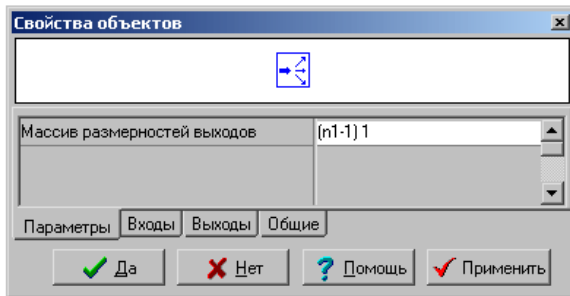 Свойства объектов
Массив размерностей выходов (n1-1) 1
Параметры Входы Выходы Общие
Да Нет Помощь Применить